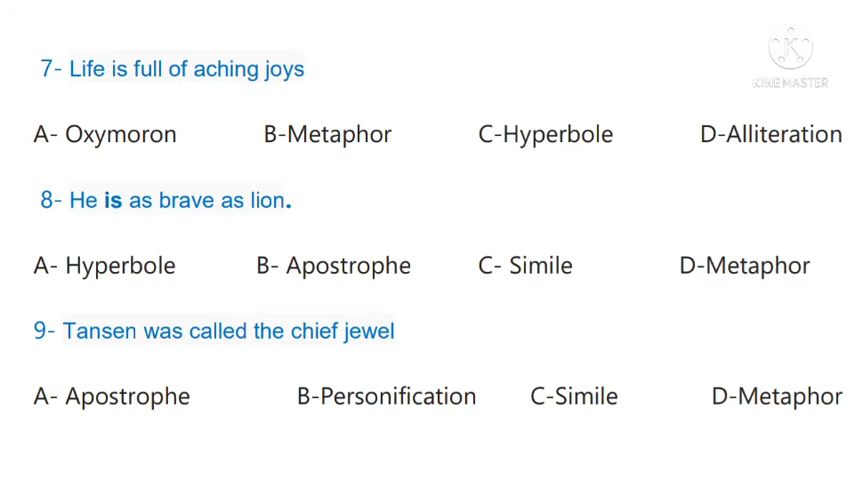 7- Life is full of aching joys
KINEMASTER
A- Oxymoron B-Metaphor C-Hyperbole D-Alliteration
8- He is as brave as lion.
A- Hyperbole B- Apostrophe C- Simile D-Metaphor
9- Tansen was called the chief jewel
A- Apostrophe B-Personification C-Simile D-Metaphor